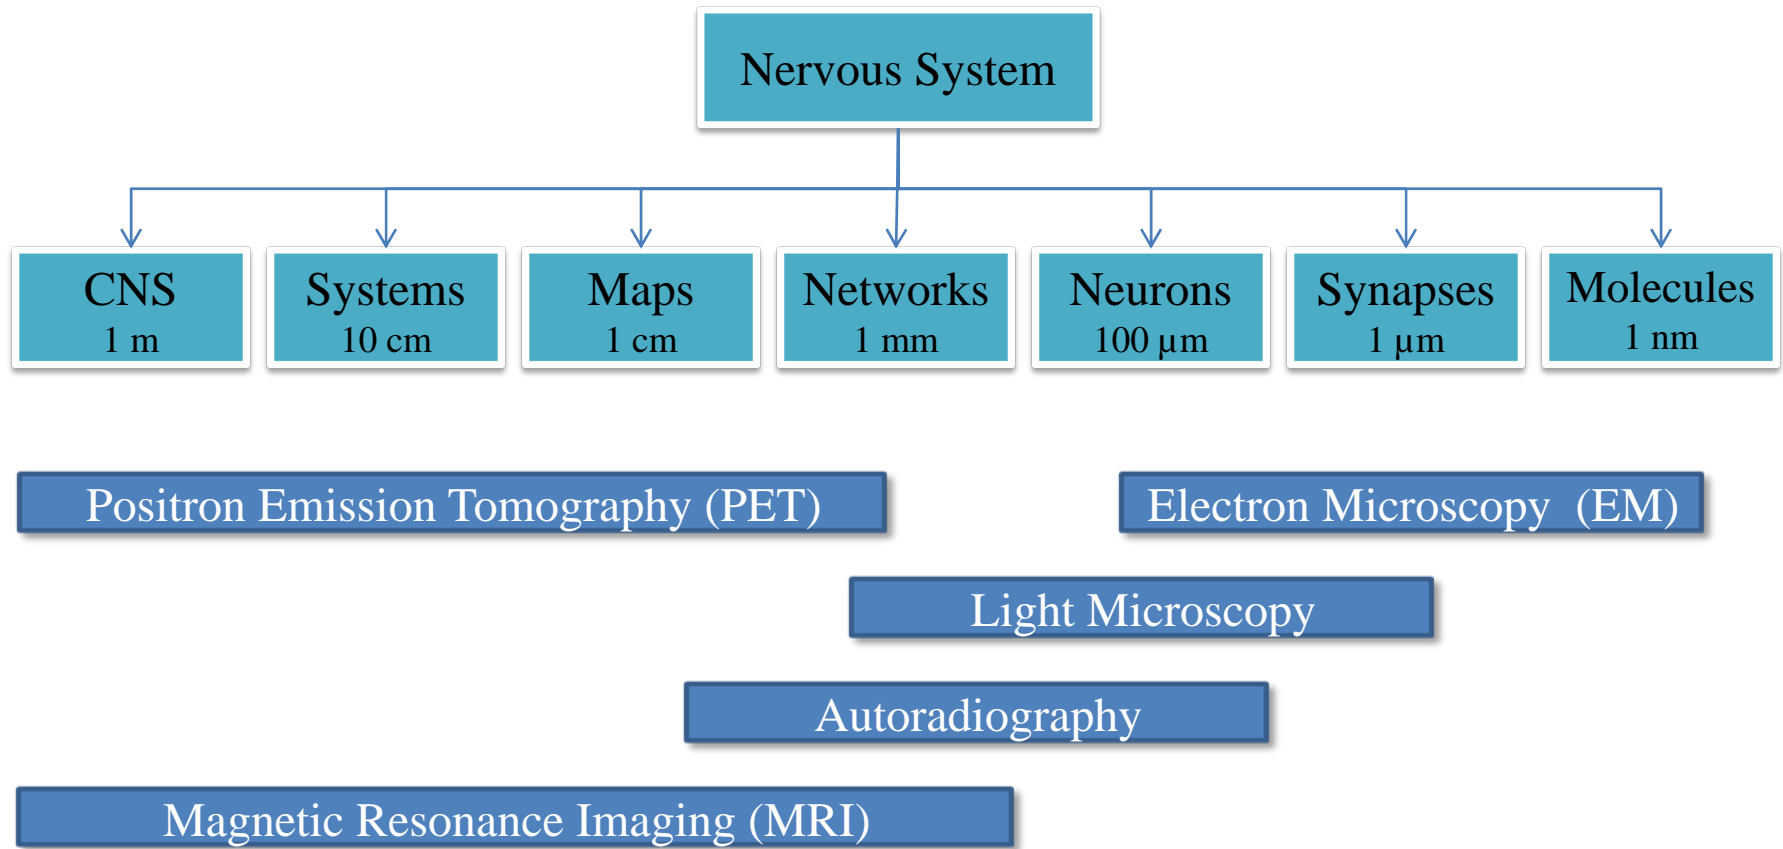 Nervous System
CNS
1 m
Systems
10 cm
Maps
1 cm
Networks
1 mm
Neurons
100 µm
Synapses
1 µm
Molecules
1 nm
Positron Emission Tomography (PET)
Electron Microscopy (EM)
Light Microscopy
Autoradiography
Magnetic Resonance Imaging (MRI)